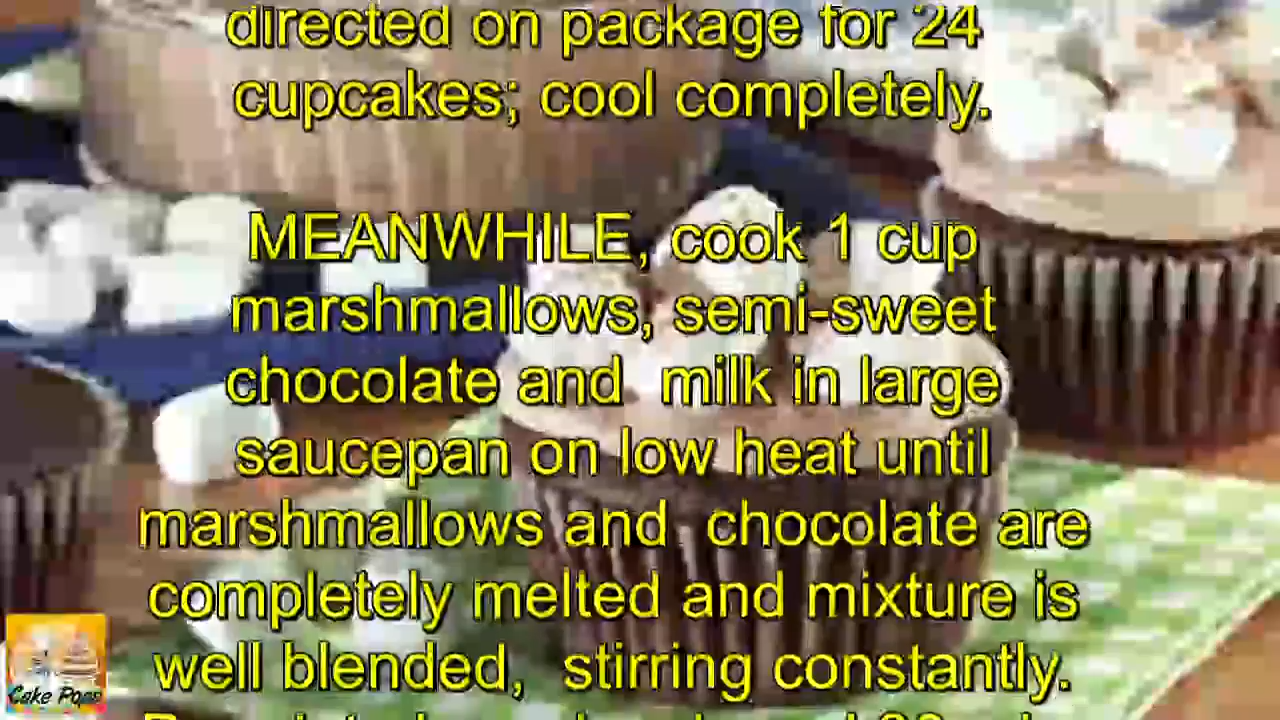 directed on package for 24
cupcakes; cool completely.
MEANWHILE, cook 1 cup
marshmallows, semi-sweet
chocolate and  milk in large
saucepan on low heat until
marshmallows and  chocolate are
completely melted and mixture is
well blended,  stirring constantly.
Cake Pops